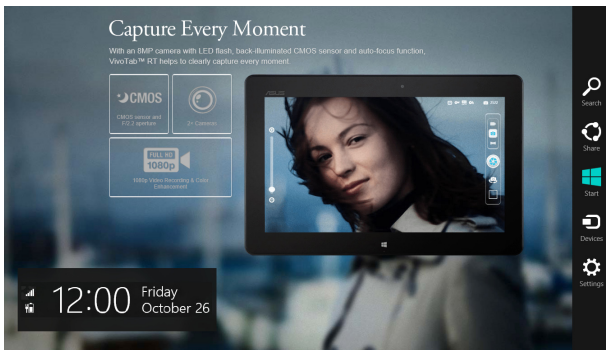 Capture Every Moment
With an 8MP camera with LED flash, back-illuminated CMOS sensor and auto-focus function,
VivoTab™ RT helps to clearly capture every moment.
CMOS
CMOS sensor and
F/2.2 aperture
2+ Cameras
FULL HD
1080p
1080p Video Recording & Color
Enhancement
ASUS
12:00
Friday
October 26
Search
Share
Start
Devices
Settings